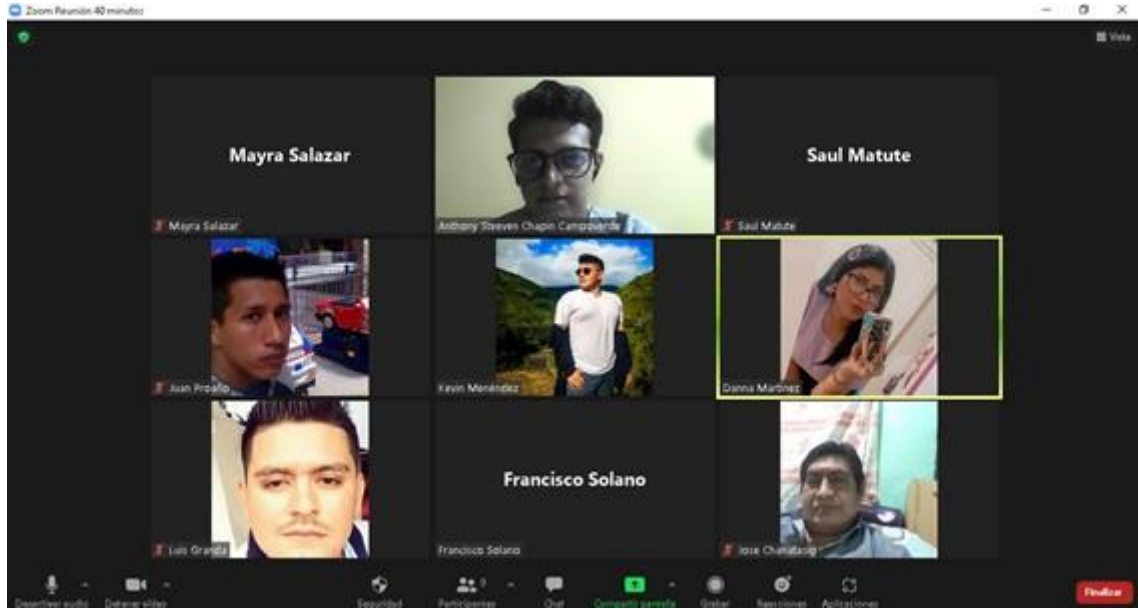 Zoom Reunión 40 minutos
Vista
Mayra Salazar
Saul Matute
Mayra Salazar
Anthony Steeven Chapin Campoverde
Saul Matute
Juan Proaño
Kevin Menéndez
Danna Martinez
Francisco Solano
Luis Granda
Francisco Solano
Jose Chanatasig
Desactivar audio
Detener vídeo
Seguridad
Participantes
9
Chat
Compartir pantalla
Grabar
Reacciones
Aplicaciones
Finalizar